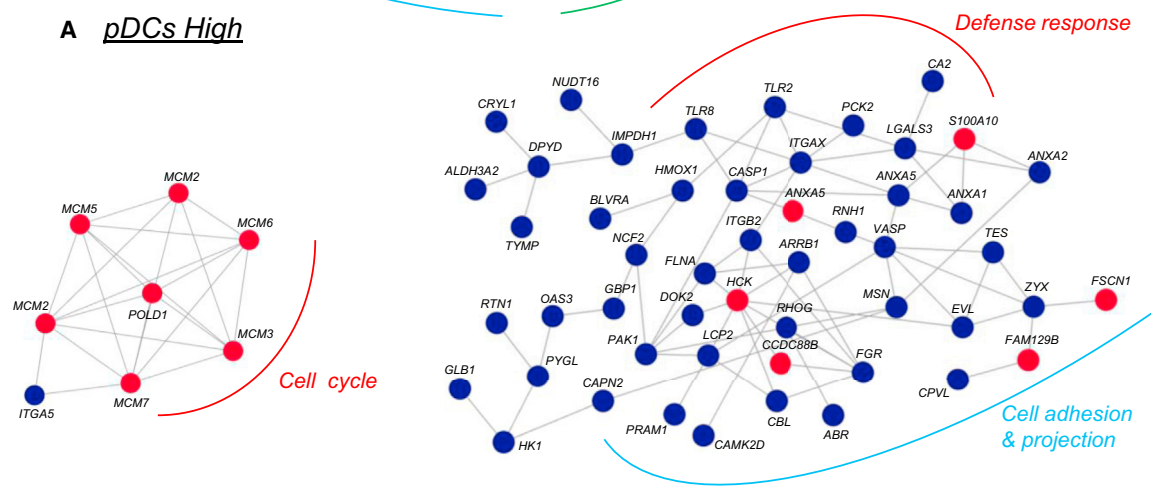 A pDCs High
Defense response
CA2
NUDT16
TLR2
CRYL1
PCK2
TLR8
S100A10
LGALS3
IMPDH1
ITGAX
DPYD
ANXA2
ALDH3A2
HMOX1
CASP1
ANXA5
MCM2
ANXA5
ANXA1
BLVRA
MCM5
RNH1
MCM6
ITGB2
VASP
TES
TYMP
NCF2
ARRB1
FLNA
HCK
FSCN1
GBP1
MSN
ZYX
OAS3
DOK2
RTN1
RHOG
MCM2
POLD1
EVL
LCP2
PAK1
CCDC88B
FAM129B
MCM3
PYGL
FGR
GLB1
Cell cycle
CAPN2
CPVL
MCM7
ITGA5
Cell adhesion
& projection
PRAM1
CBL
ABR
HK1
CAMK2D